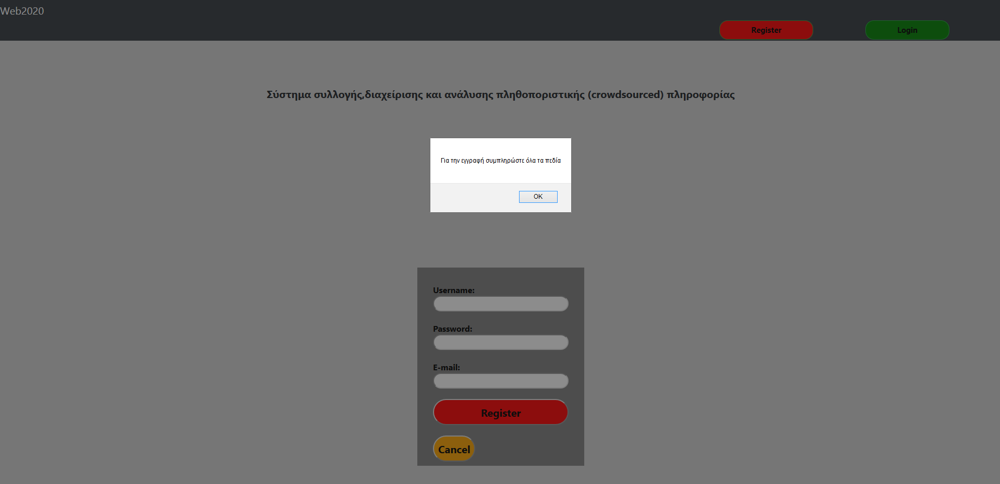 Web2020
Register
Login
Σύστημα συλλογής,διαχείρισης και ανάλυσης πληθοποριστικής (crowdsourced) πληροφορίας
Για την εγγραφή συμπληρώστε όλα τα πεδία
OK
Username:
Password:
E-mail:
Register
Cancel